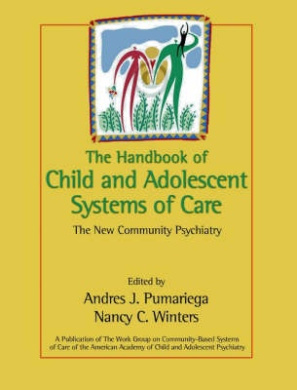 The Handbook of
Child and Adolescent
Systems of Care
The New Community Psychiatry
Edited by
Andres J. Pumariega
Nancy C. Winters
A Publication of The Work Group on Community-Based Systems
of Care of the American Academy of Child and Adolescent Psychiatry